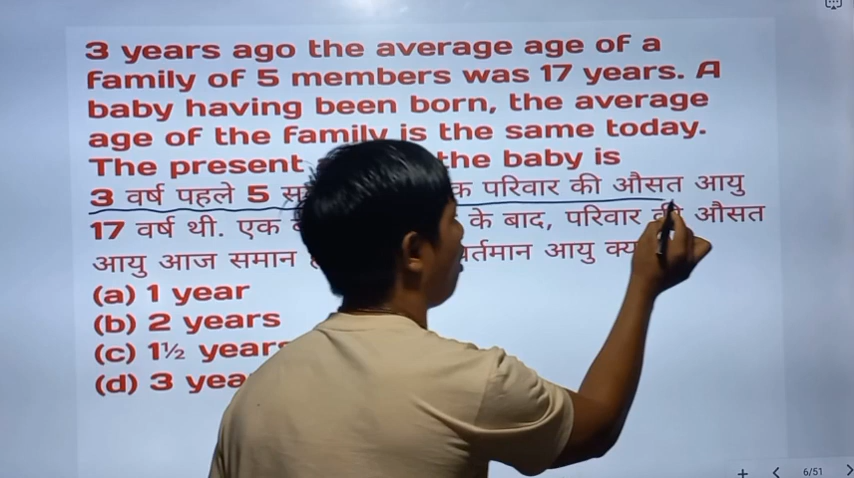 3 years ago the average age of a
family of 5 members was 17 years. A
baby having been born, the average
age of the family is the same today.
The present the baby is
3 वर्ष पहले 5 परिवार की औसत आयु
17 वर्ष थी. एक के बाद, परिवार की औसत
आयु आज समान आयु
(a) 1 year
(b) 2 years
(c) 1½ years
(d) 3
6/51